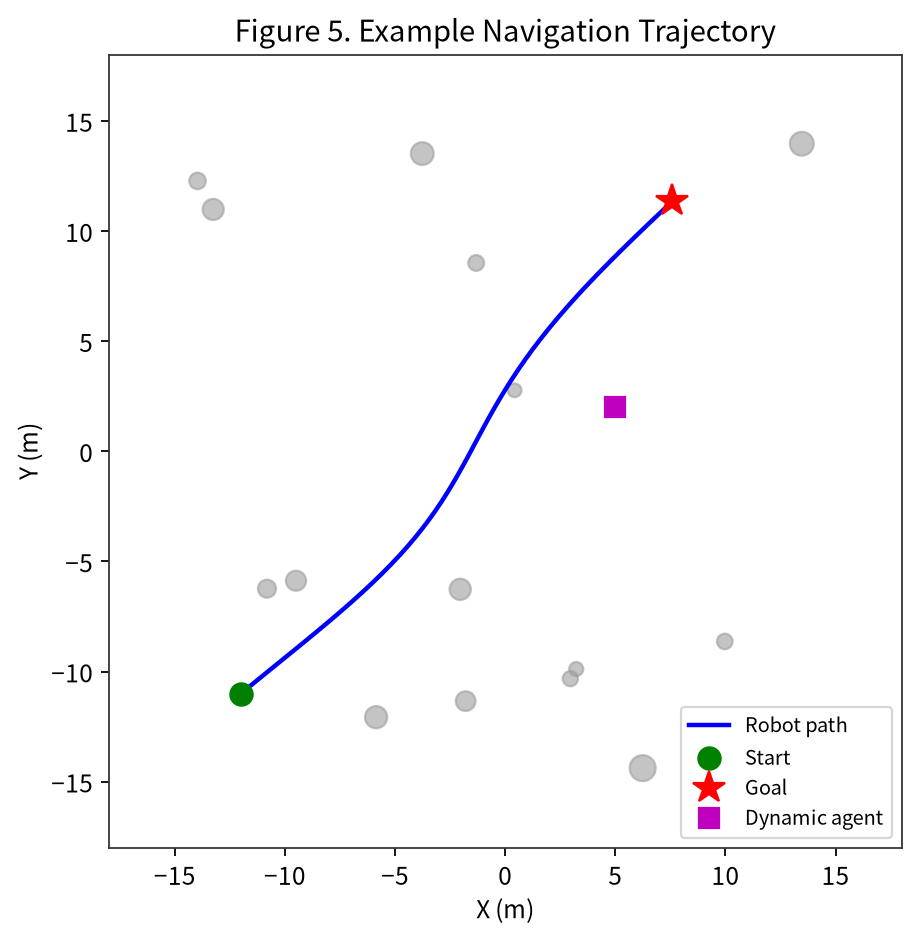 Figure 5. Example Navigation Trajectory
15
10
5
0
−5
−10
−15
Y (m)
−15
−10
−5
0
5
10
15
X (m)
Robot path
Start
Goal
Dynamic agent